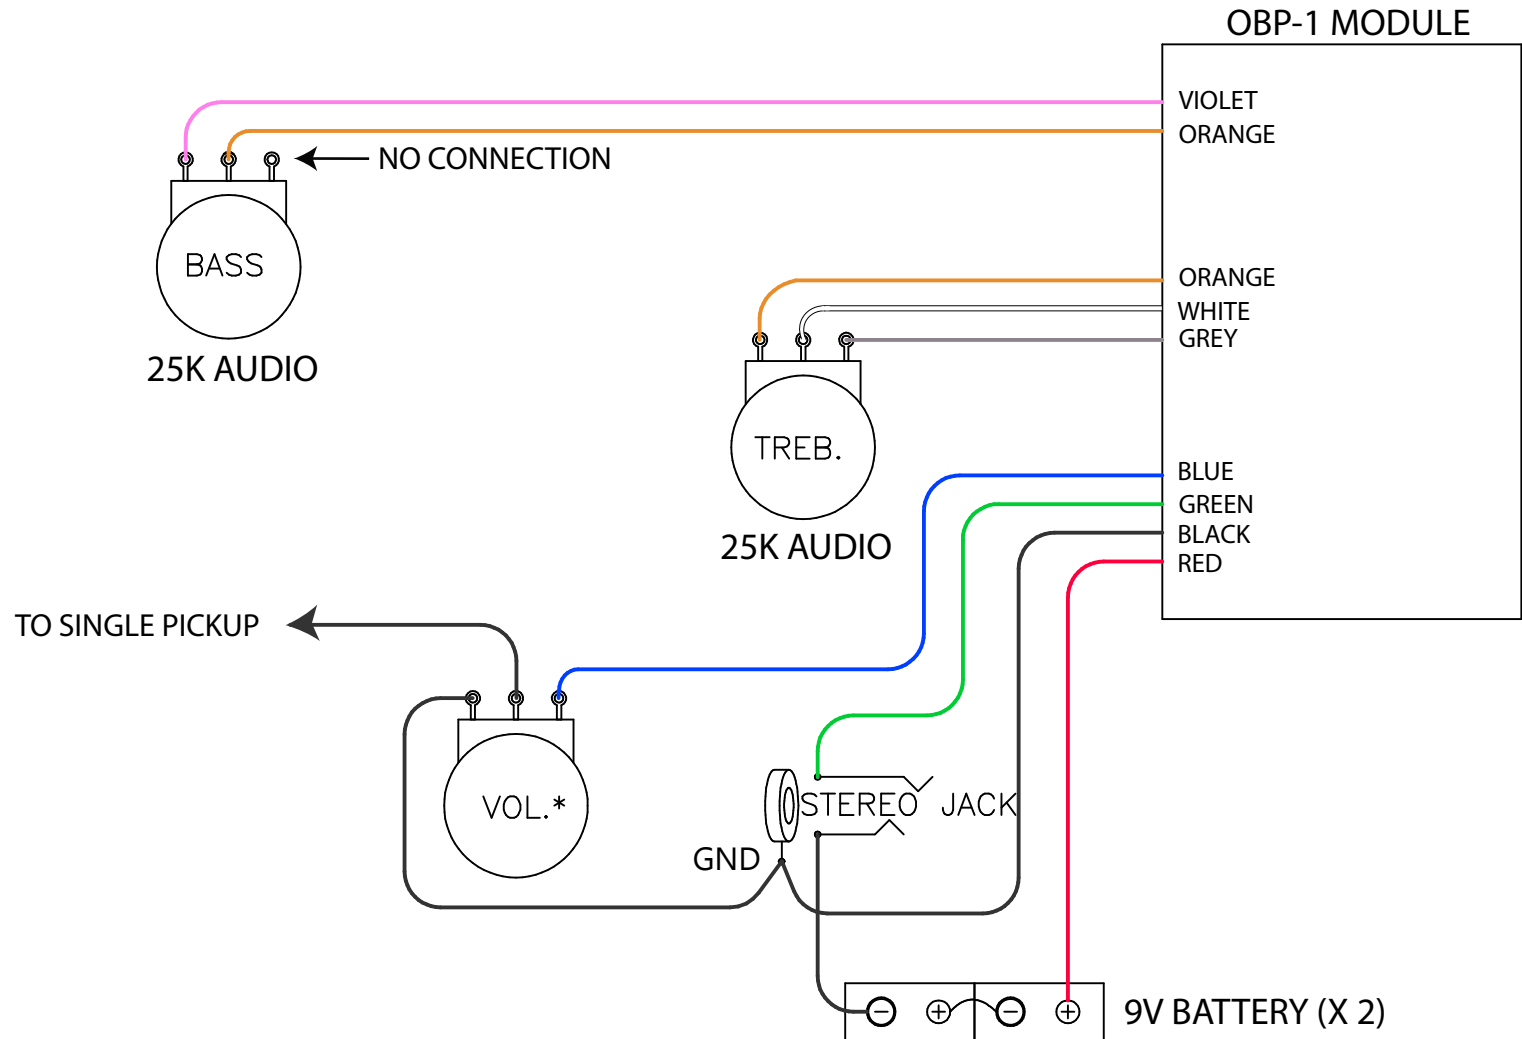 OBP-1 MODULE
VIOLET
ORANGE
NO CONNECTION
BASS
25K AUDIO
ORANGE
WHITE
GREY
TREB.
25K AUDIO
BLUE
GREEN
BLACK
RED
TO SINGLE PICKUP
VOL.*
STEREO JACK
GND
- + - +
9V BATTERY (X 2)